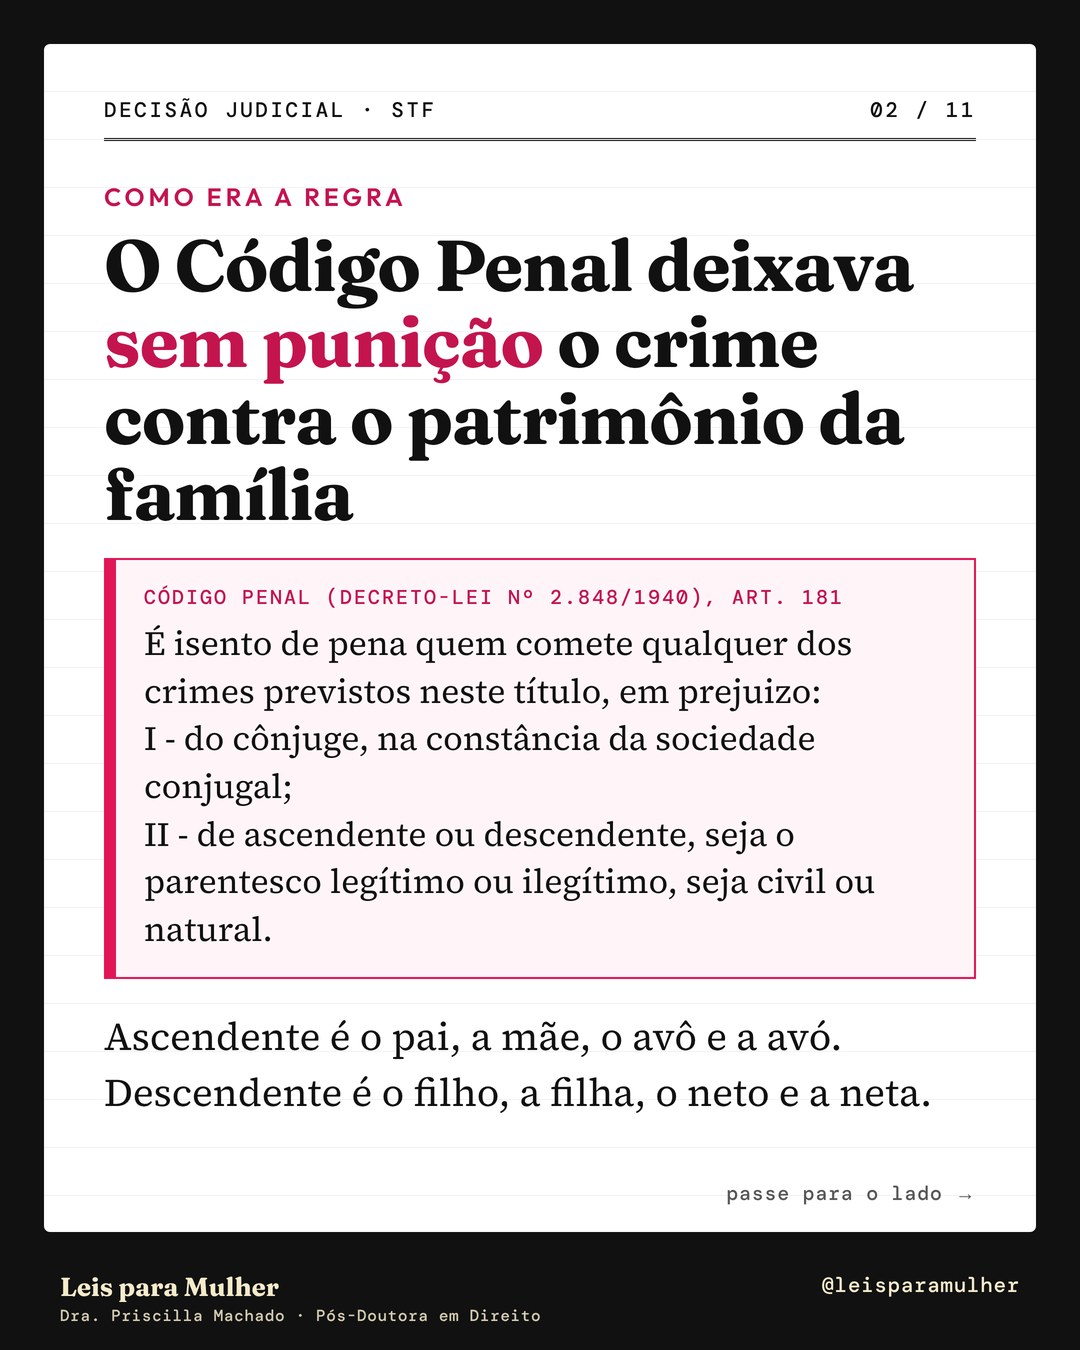 DECISÃO JUDICIAL · STF
02 / 11
COMO ERA A REGRA
O Código Penal deixava
sem punição o crime
contra o patrimônio da
família
CÓDIGO PENAL (DECRETO-LEI Nº 2.848/1940), ART. 181
É isento de pena quem comete qualquer dos
crimes previstos neste título, em prejuizo:
I - do cônjuge, na constância da sociedade
conjugal;
II - de ascendente ou descendente, seja o
parentesco legítimo ou ilegítimo, seja civil ou
natural.
Ascendente é o pai, a mãe, o avô e a avó.
Descendente é o filho, a filha, o neto e a neta.
passe para o lado →
Leis para Mulher
@leisparamulher
Dra. Priscilla Machado · Pós-Doutora em Direito